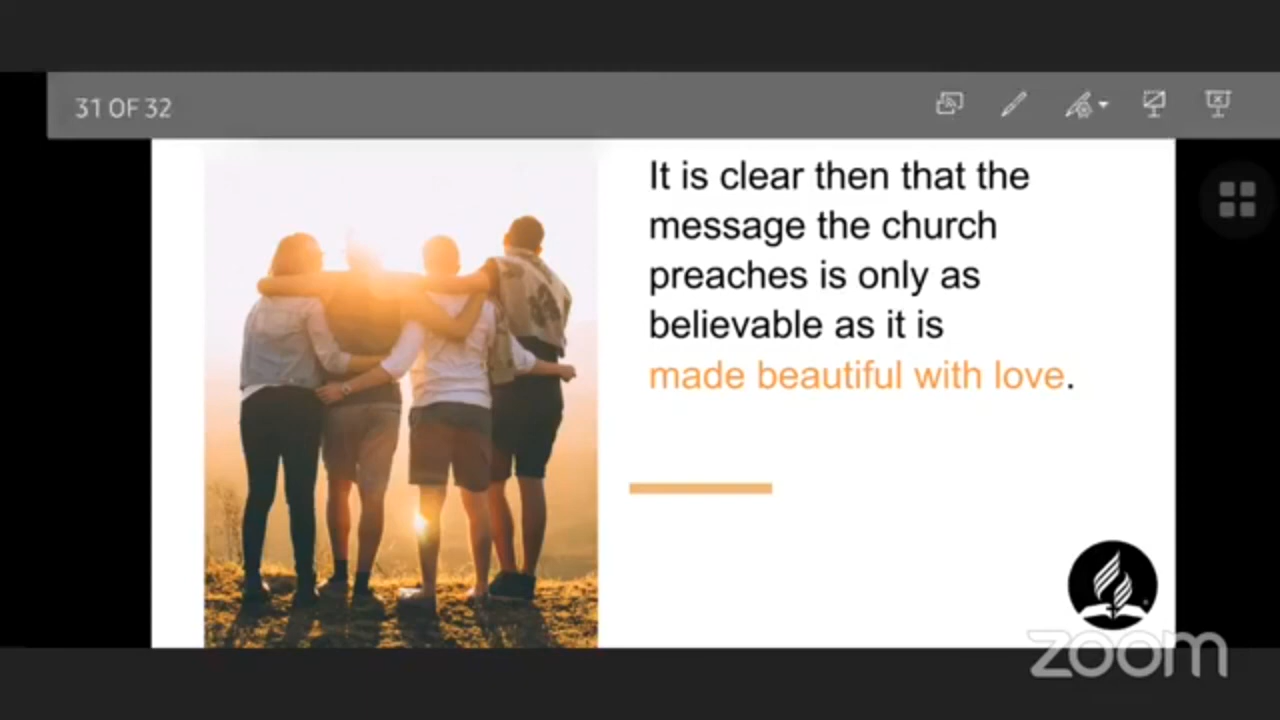 31 OF 32
It is clear then that the
message the church
preaches is only as
believable as it is
made beautiful with love.
zoom